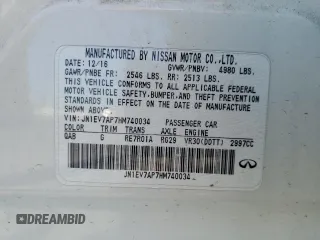 MANUFACTURED BY NISSAN MOTOR CO.,LTD.
DATE: 12/16 GVWR/PNBV: 4880 LBS.
GAWR/PNBE FR: 2546 LBS. RR: 2513 LBS.
THIS VEHICLE CONFORMS TO ALL APPLICABLE FEDERAL
MOTOR VEHICLE SAFETY,BUMPER,AND THEFT PREVENTION
STANDARDS IN EFFECT ON THE DATE OF MANUFACTURE
SHOWN ABOVE.
VIN:JN1EV7AP7HM740034 PASSENGER CAR
COLOR TRIM TRANS AXLE ENGINE
QAB G RE7R01A R629 VR30(DDTT) 2997CC
JN1EV7AP7HM740034